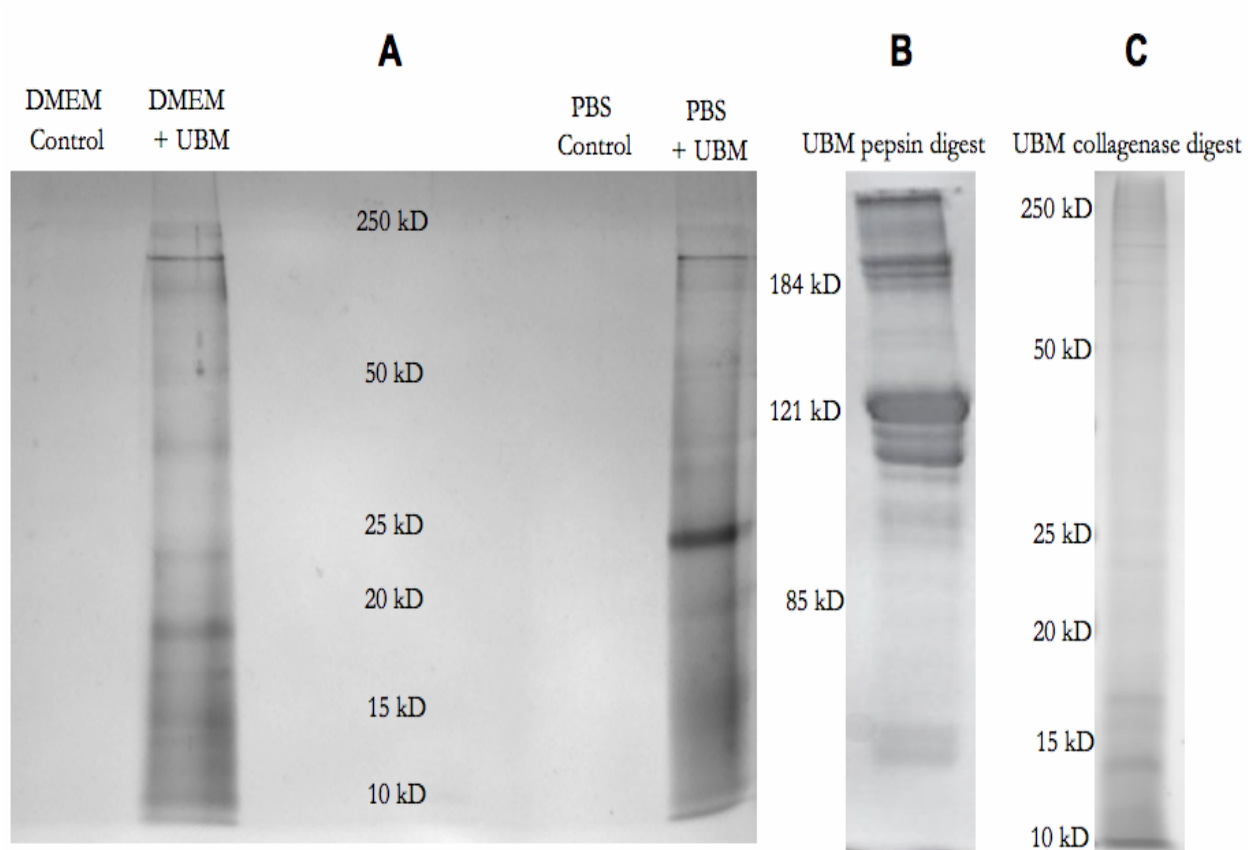 A
B
C
DMEM
Control
DMEM
+ UBM
PBS
Control
PBS
+ UBM
UBM pepsin digest
UBM collagenase digest
250 kD
50 kD
25 kD
20 kD
15 kD
10 kD
184 kD
121 kD
85 kD
250 kD
50 kD
25 kD
20 kD
15 kD
10 kD